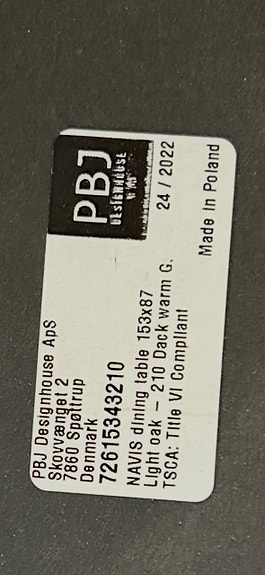 PBJ
DESIGNHOUSE
24 / 2022
Made In Poland
PBJ Designhouse ApS
Skovvænget 2
7860 Spøttrup
Denmark
72615343210
NAVIS dining table 153x87
Light oak – 210 Dack warm G.
TSCA: Title VI Compliant